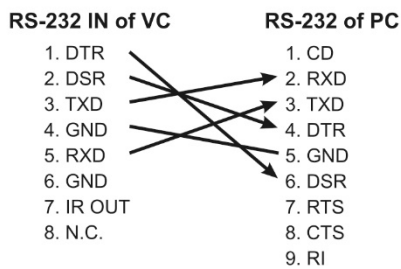 RS-232 IN of VC
1. DTR
2. DSR
3. TXD
4. GND
5. RXD
6. GND
7. IR OUT
8. N.C.
RS-232 of PC
1. CD
2. RXD
3. TXD
4. DTR
5. GND
6. DSR
7. RTS
8. CTS
9. RI